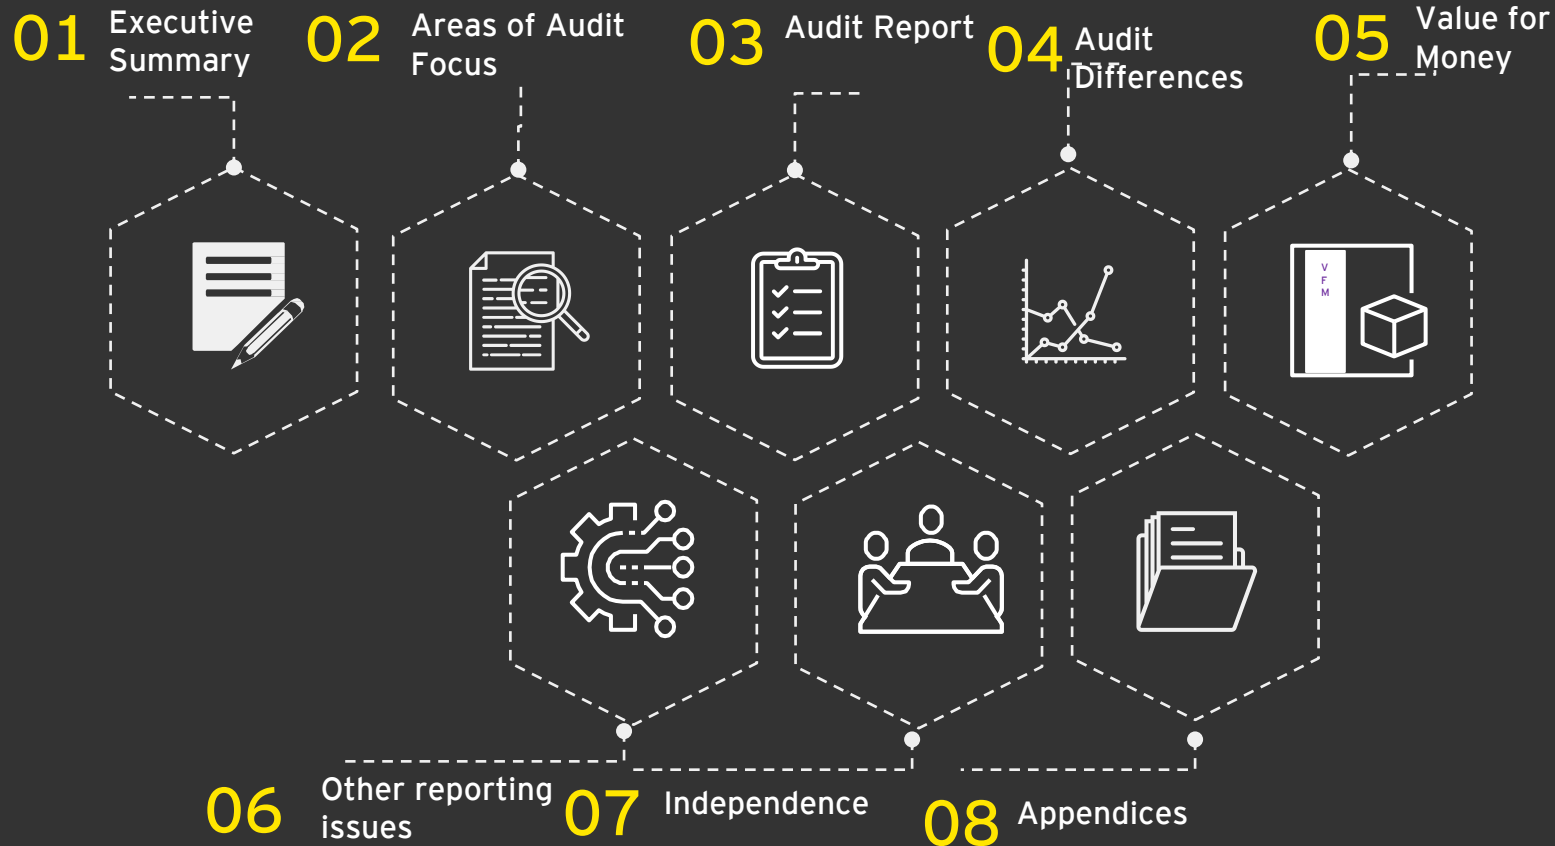 01
Executive
Summary
02
Areas of Audit
Focus
03
Audit Report
04
Audit
Differences
05
Value for
Money
V
F
M
06
Other reporting
issues
07
Independence
08
Appendices